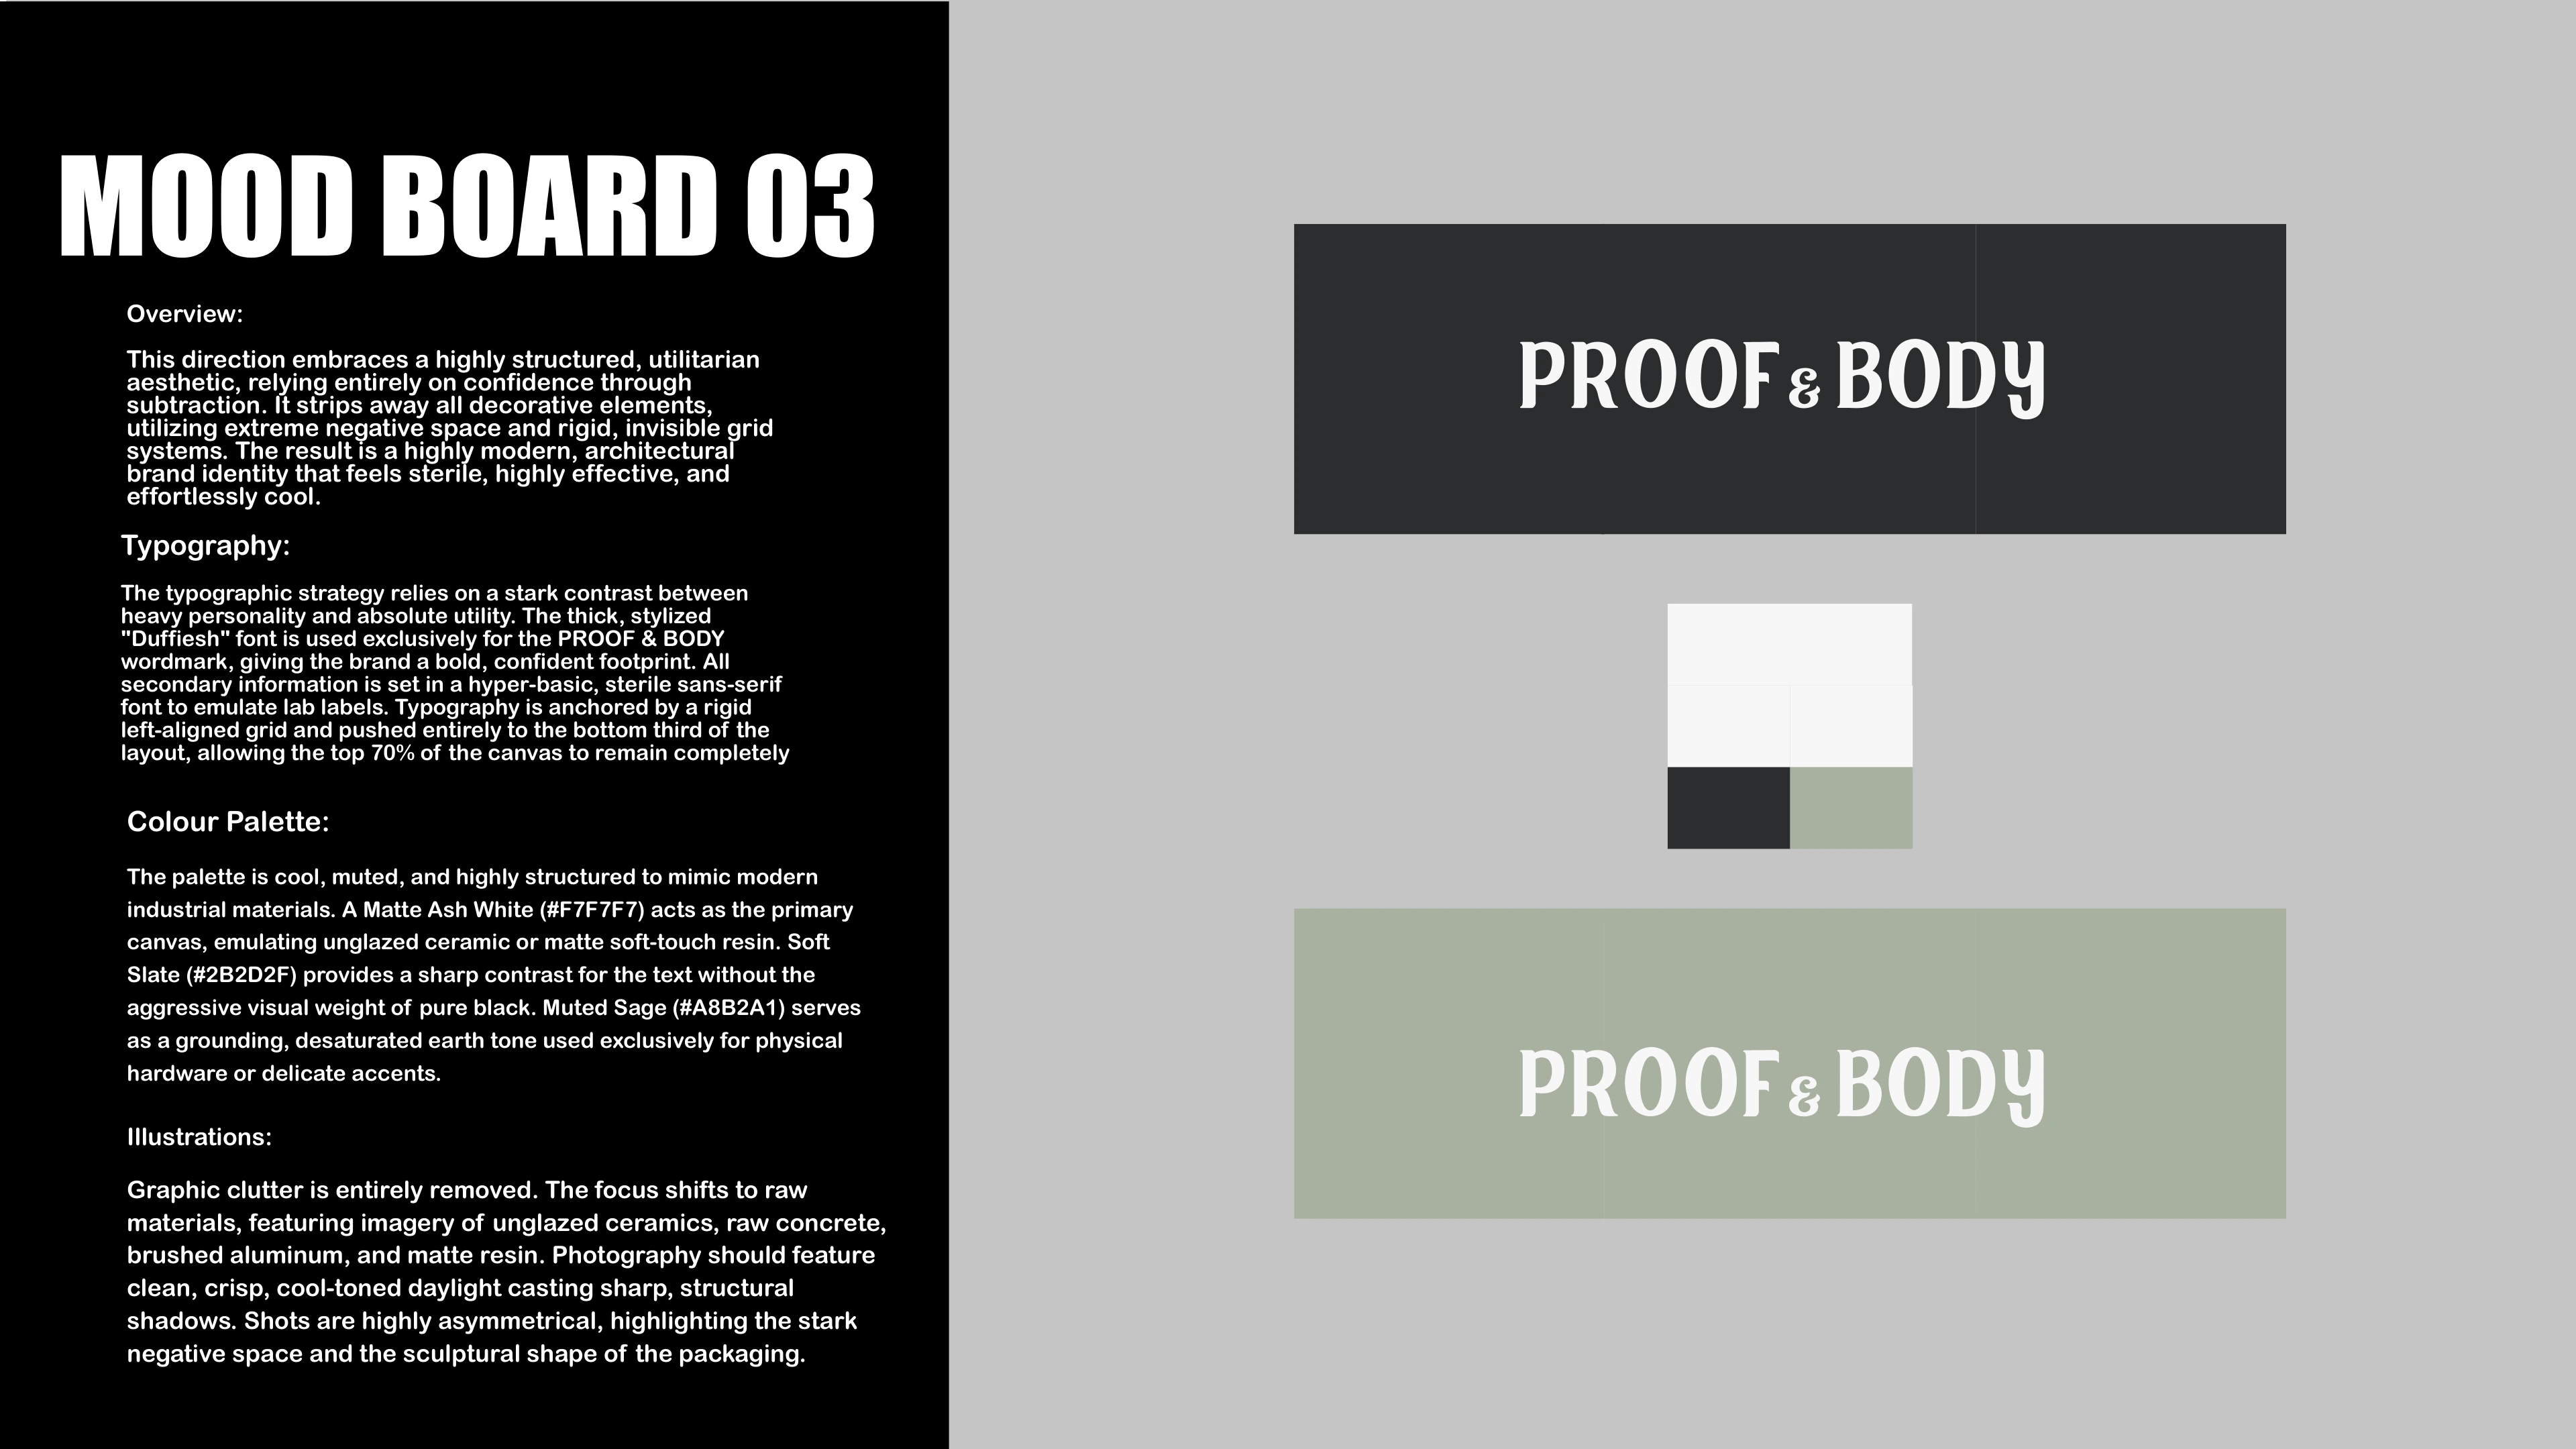 MOOD BOARD 03
Overview:
This direction embraces a highly structured, utilitarian
aesthetic, relying entirely on confidence through
subtraction. It strips away all decorative elements,
utilizing extreme negative space and rigid, invisible grid
systems. The result is a highly modern, architectural
brand identity that feels sterile, highly effective, and
effortlessly cool.
Typography:
The typographic strategy relies on a stark contrast between
heavy personality and absolute utility. The thick, stylized
"Duffiesh" font is used exclusively for the PROOF & BODY
wordmark, giving the brand a bold, confident footprint. All
secondary information is set in a hyper-basic, sterile sans-serif
font to emulate lab labels. Typography is anchored by a rigid
left-aligned grid and pushed entirely to the bottom third of the
layout, allowing the top 70% of the canvas to remain completely
Colour Palette:
The palette is cool, muted, and highly structured to mimic modern
industrial materials. A Matte Ash White (#F7F7F7) acts as the primary
canvas, emulating unglazed ceramic or matte soft-touch resin. Soft
Slate (#2B2D2F) provides a sharp contrast for the text without the
aggressive visual weight of pure black. Muted Sage (#A8B2A1) serves
as a grounding, desaturated earth tone used exclusively for physical
hardware or delicate accents.
Illustrations:
Graphic clutter is entirely removed. The focus shifts to raw
materials, featuring imagery of unglazed ceramics, raw concrete,
brushed aluminum, and matte resin. Photography should feature
clean, crisp, cool-toned daylight casting sharp, structural
shadows. Shots are highly asymmetrical, highlighting the stark
negative space and the sculptural shape of the packaging.
PROOF & BODY
PROOF & BODY